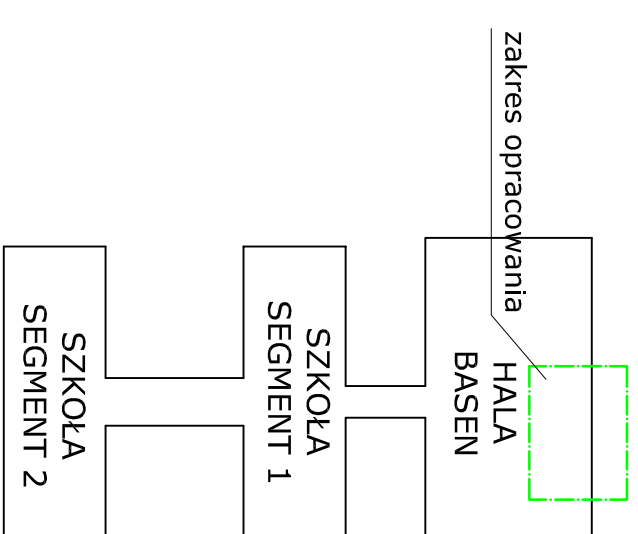 zakres opracowania
HALA
BASEN
SZKOŁA
SEGMENT 1
SZKOŁA
SEGMENT 2